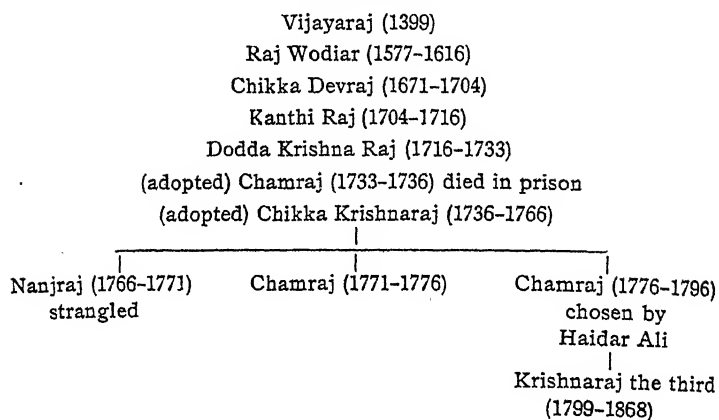 Vijayaraj (1399)
Raj Wodiar (1577–1616)
Chikka Devraj (1671–1704)
Kanthi Raj (1704–1716)
Dodda Krishna Raj (1716–1733)
(adopted) Chamraj (1733–1736) died in prison
(adopted) Chikka Krishnaraj (1736–1766)
Nanjraj (1766–1771)
strangled
Chamraj (1771–1776)
Chamraj (1776–1796)
chosen by
Haidar Ali
Krishnaraj the third
(1799–1868)